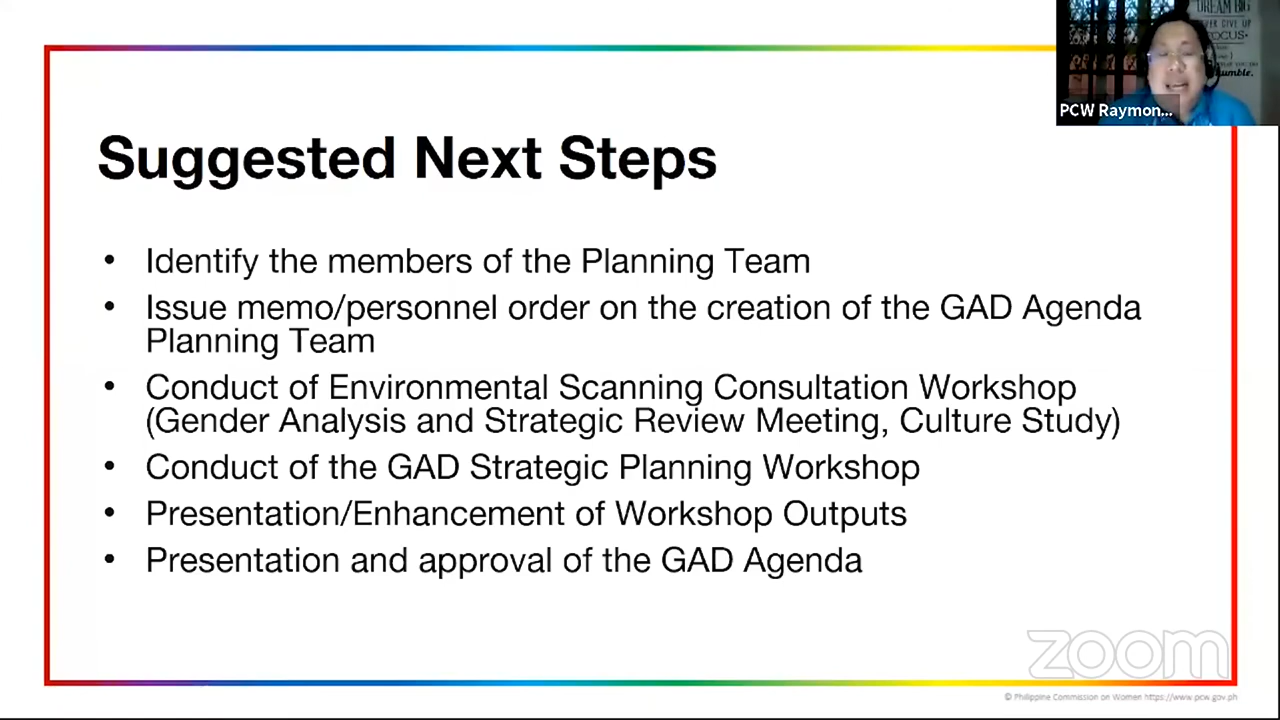 DREAM BIG
PCW Raymon...
Suggested Next Steps
• Identify the members of the Planning Team
• Issue memo/personnel order on the creation of the GAD Agenda
Planning Team
• Conduct of Environmental Scanning Consultation Workshop
(Gender Analysis and Strategic Review Meeting, Culture Study)
• Conduct of the GAD Strategic Planning Workshop
• Presentation/Enhancement of Workshop Outputs
• Presentation and approval of the GAD Agenda
zoom
© Philippine Commission on Women https://www.pcw.gov.ph